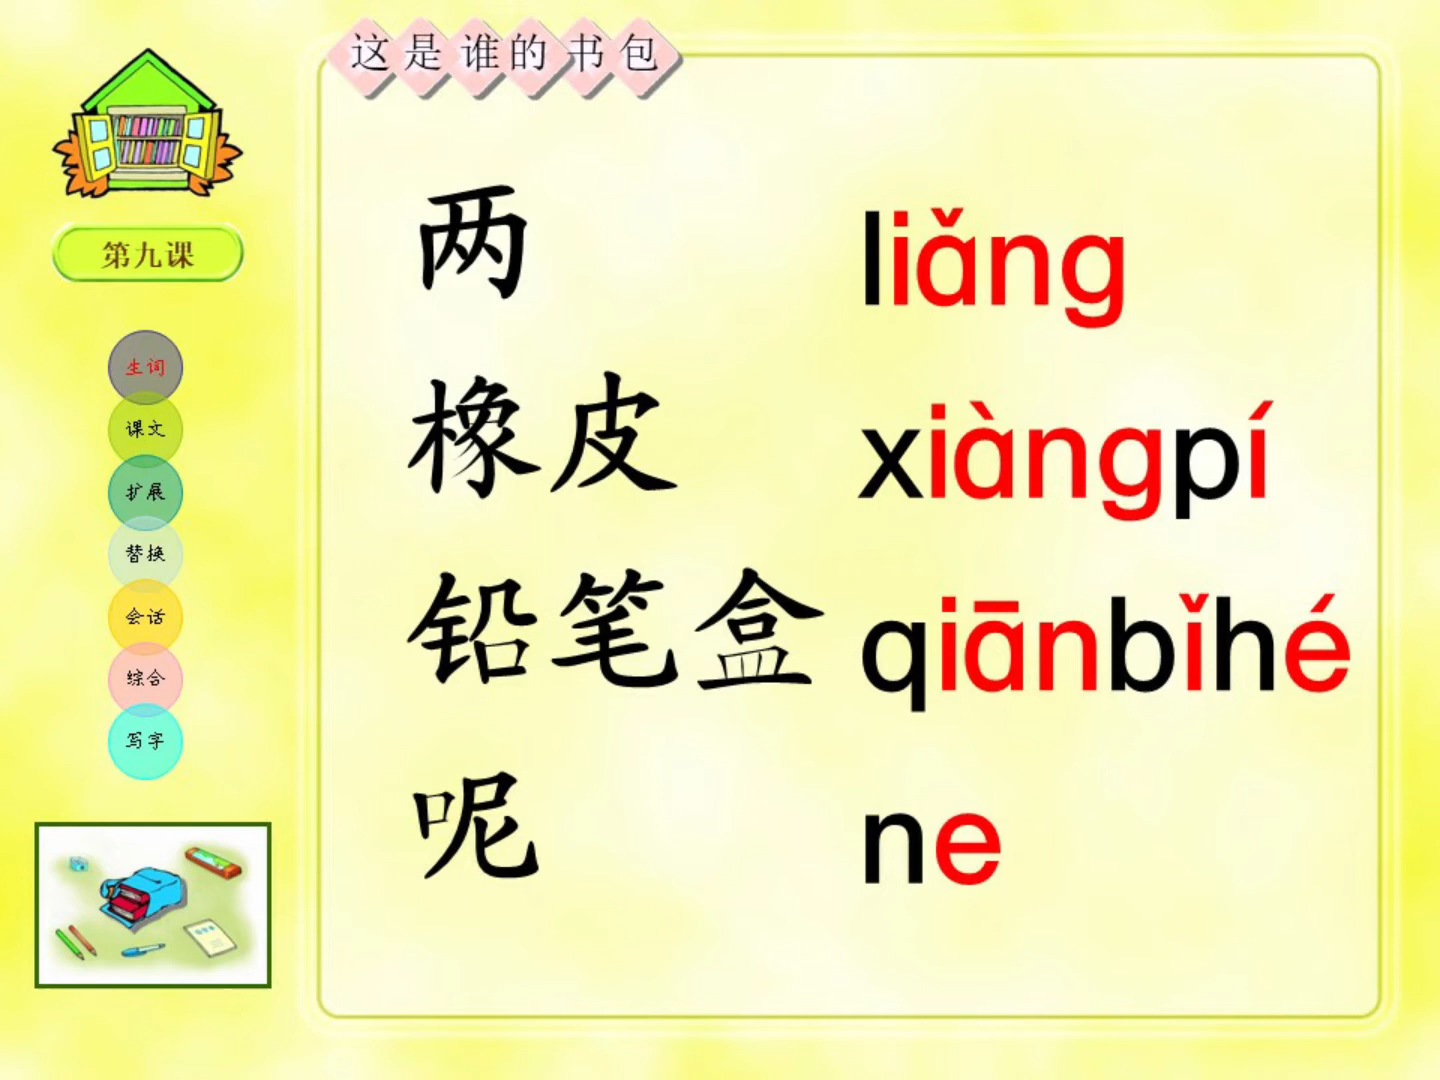 这是谁的书包
第九课
生词
课文
扩展
替换
会话
综合
写字
两 liǎng
橡皮 xiàngpí
铅笔盒 qiānbǐhé
呢 ne